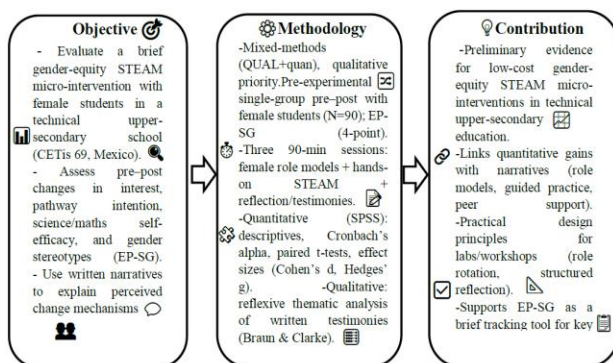 Objective
- Evaluate a brief
gender-equity STEAM
micro-intervention with
female students in a
technical upper-
secondary school
(CETis 69, Mexico).
- Assess pre–post
changes in interest,
pathway intention,
science/maths self-
efficacy, and gender
stereotypes (EP-SG).
- Use written narratives
to explain perceived
change mechanisms
Methodology
-Mixed-methods
(QUAL+quan), qualitative
priority.Pre-experimental
single-group pre–post with
female students (N=90); EP-
SG (4-point).
-Three 90-min sessions:
female role models + hands-
on STEAM +
reflection/testimonies.
-Quantitative (SPSS):
descriptives, Cronbach's
alpha, paired t-tests, effect
sizes (Cohen's d, Hedges'
g). -Qualitative:
reflexive thematic analysis
of written testimonies
(Braun & Clarke).
Contribution
-Preliminary evidence
for low-cost gender-
equity STEAM micro-
interventions in technical
upper-secondary
education.
-Links quantitative gains
with narratives (role
models, guided practice,
peer support).
-Practical design
principles for
labs/workshops (role
rotation, structured
reflection).
-Supports EP-SG as a
brief tracking tool for key